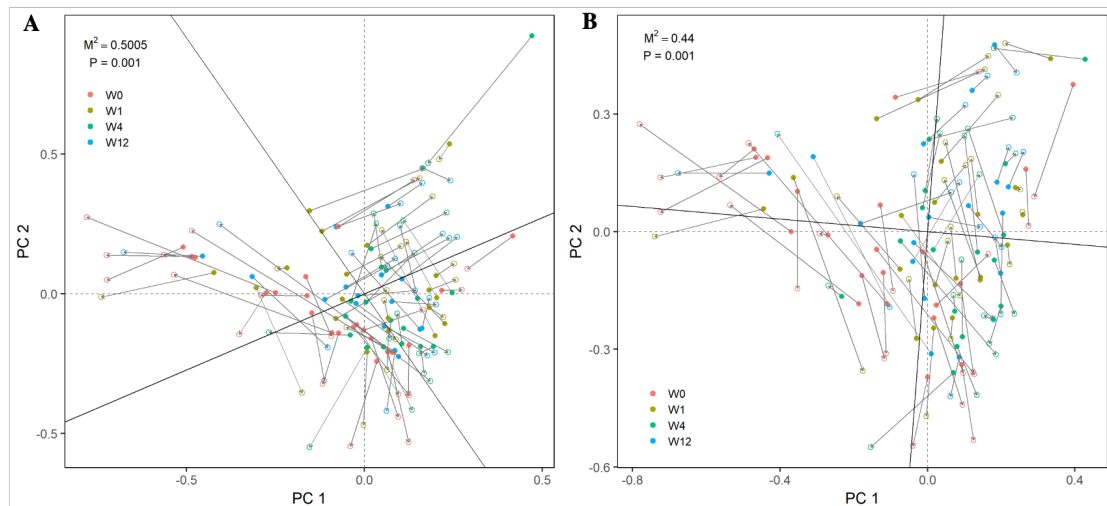 A
M² = 0.5005
P = 0.001
W0
W1
W4
W12
PC 2
0.5
0.0
-0.5
-0.5
0.0
0.5
PC 1
B
M² = 0.44
P = 0.001
W0
W1
W4
W12
PC 2
0.3
0.0
-0.3
-0.6
-0.8
-0.4
0.0
0.4
PC 1